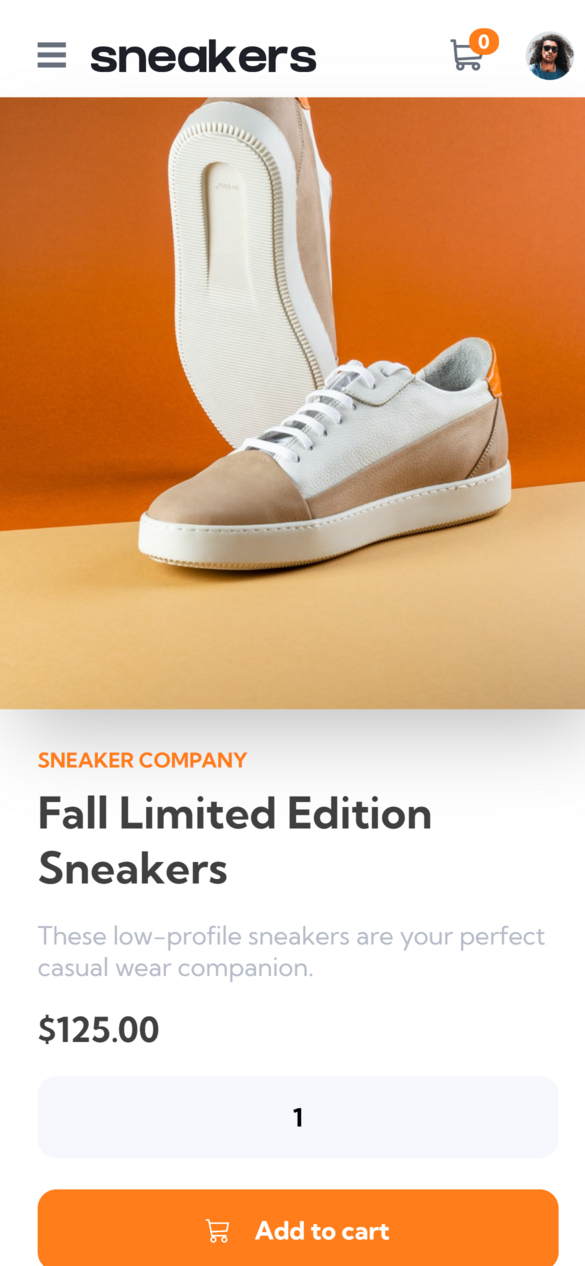 sneakers
0
SNEAKER COMPANY
Fall Limited Edition
Sneakers
These low-profile sneakers are your perfect
casual wear companion.
$125.00
1
Add to cart